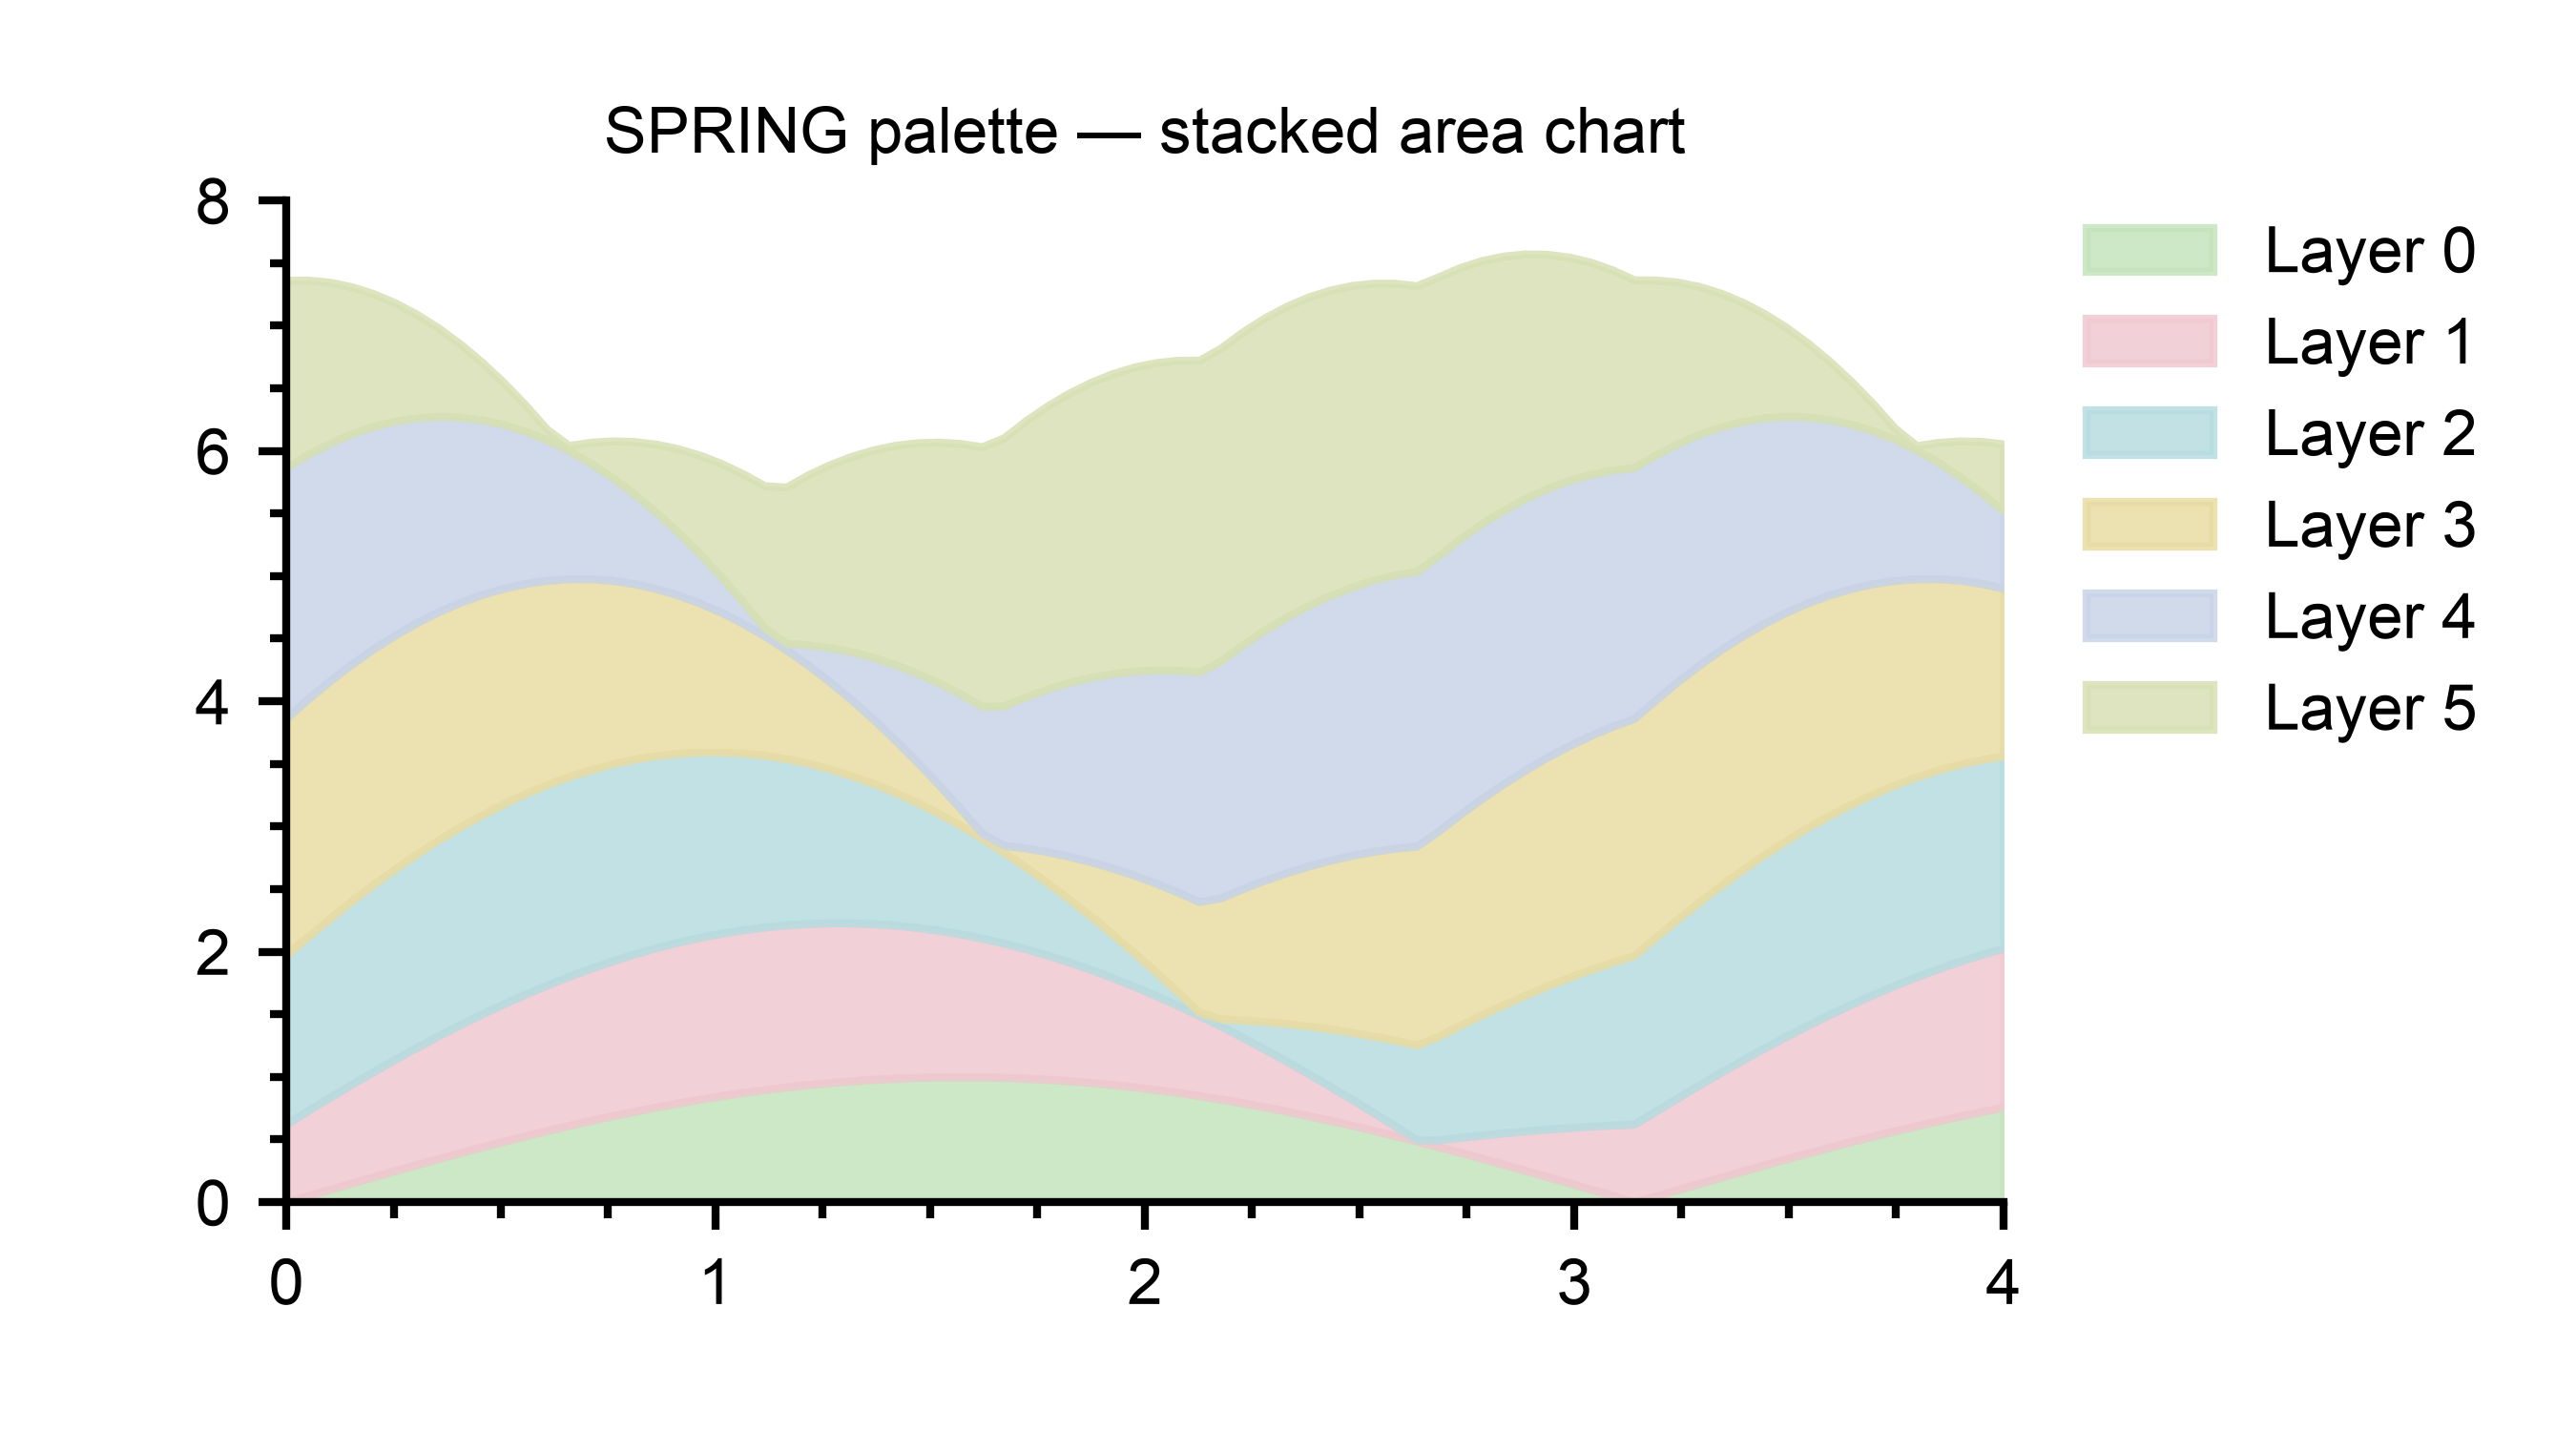 SPRING palette — stacked area chart
8
6
4
2
0
0 1 2 3 4
Layer 0
Layer 1
Layer 2
Layer 3
Layer 4
Layer 5